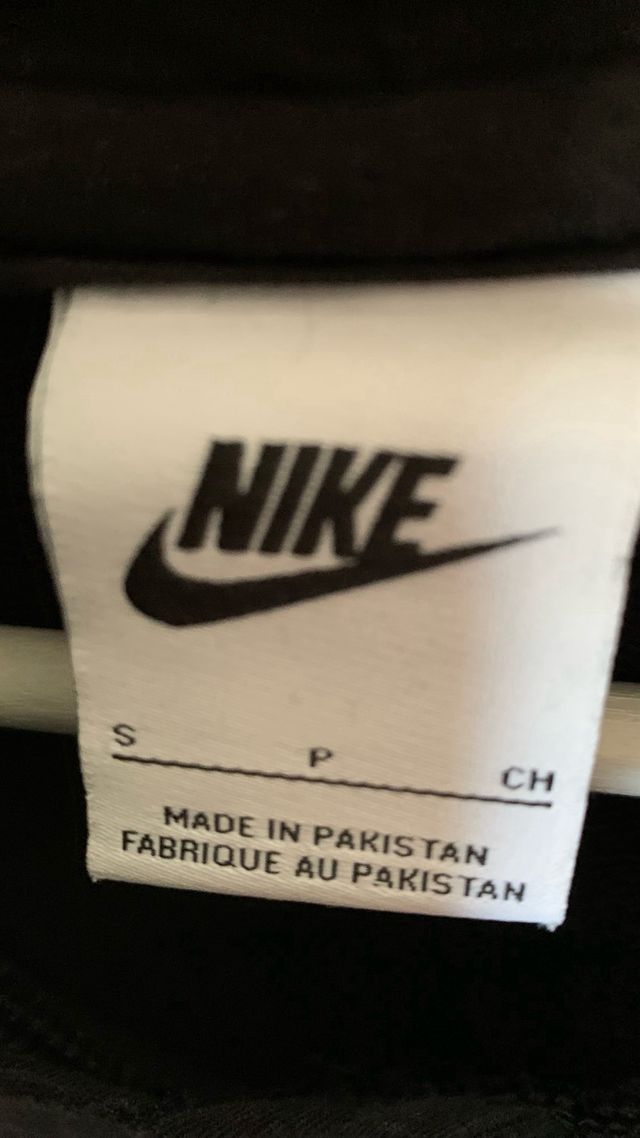 NIKE
S P CH
MADE IN PAKISTAN
FABRIQUE AU PAKISTAN